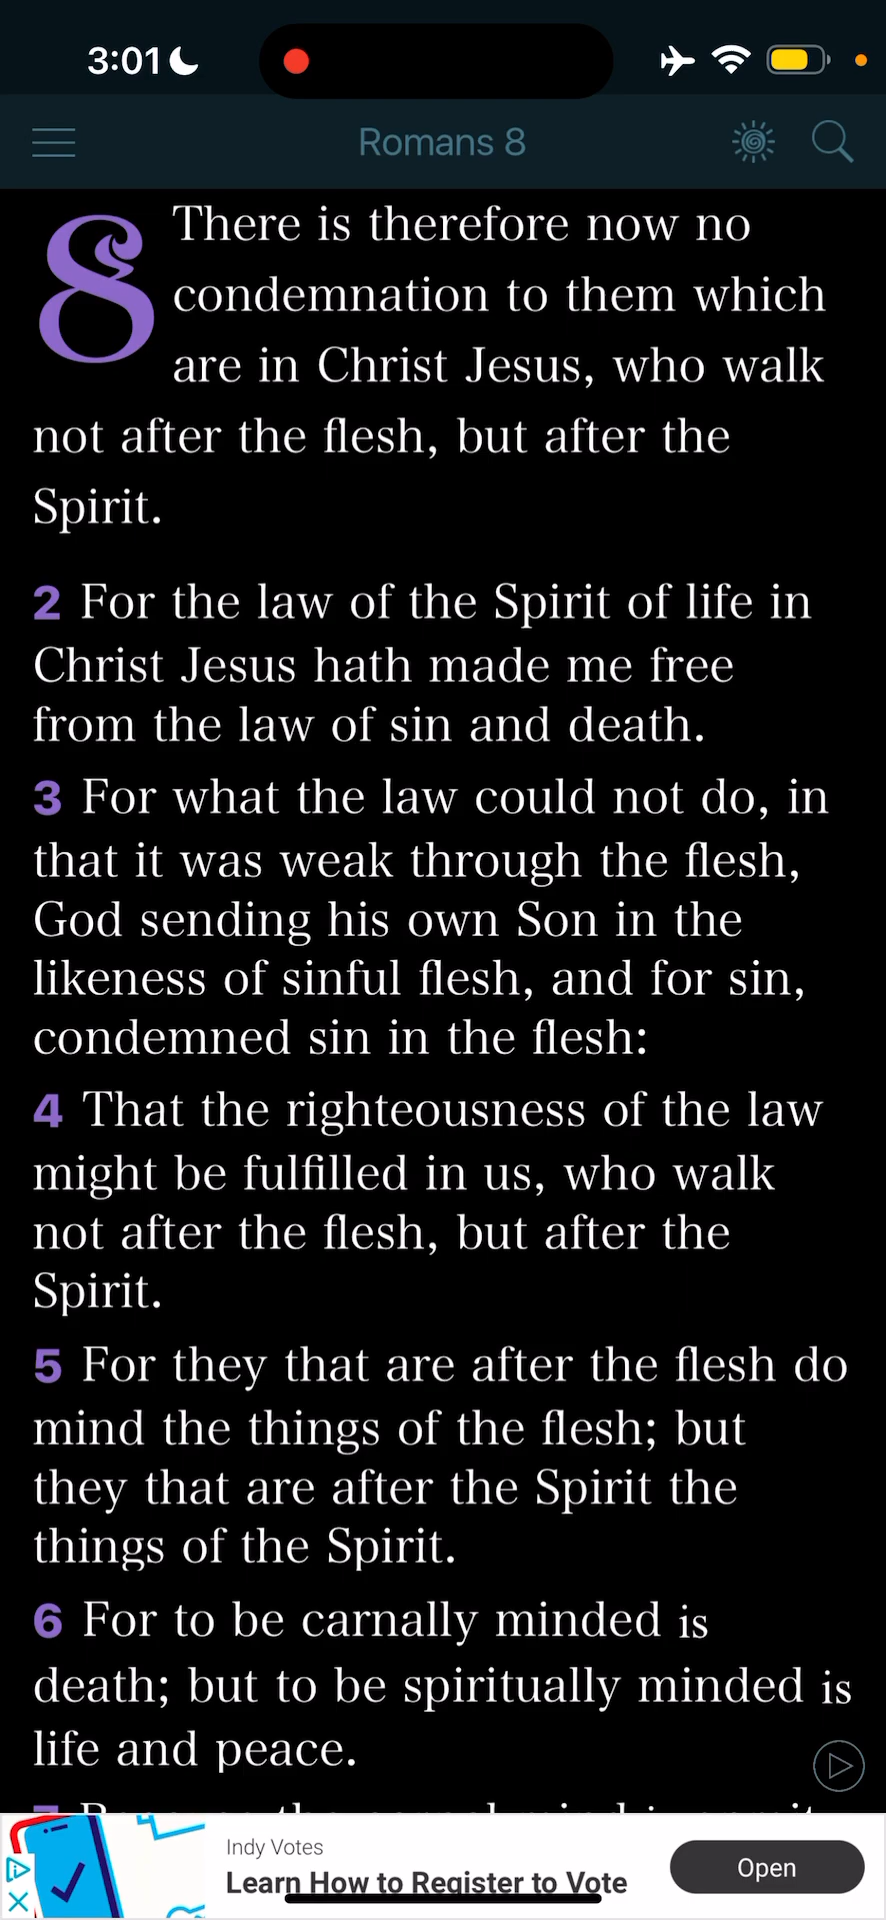 3:01
Romans 8
8 There is therefore now no
condemnation to them which
are in Christ Jesus, who walk
not after the flesh, but after the
Spirit.
2 For the law of the Spirit of life in
Christ Jesus hath made me free
from the law of sin and death.
3 For what the law could not do, in
that it was weak through the flesh,
God sending his own Son in the
likeness of sinful flesh, and for sin,
condemned sin in the flesh:
4 That the righteousness of the law
might be fulfilled in us, who walk
not after the flesh, but after the
Spirit.
5 For they that are after the flesh do
mind the things of the flesh; but
they that are after the Spirit the
things of the Spirit.
6 For to be carnally minded is
death; but to be spiritually minded is
life and peace.
Indy Votes
Learn How to Register to Vote
Open